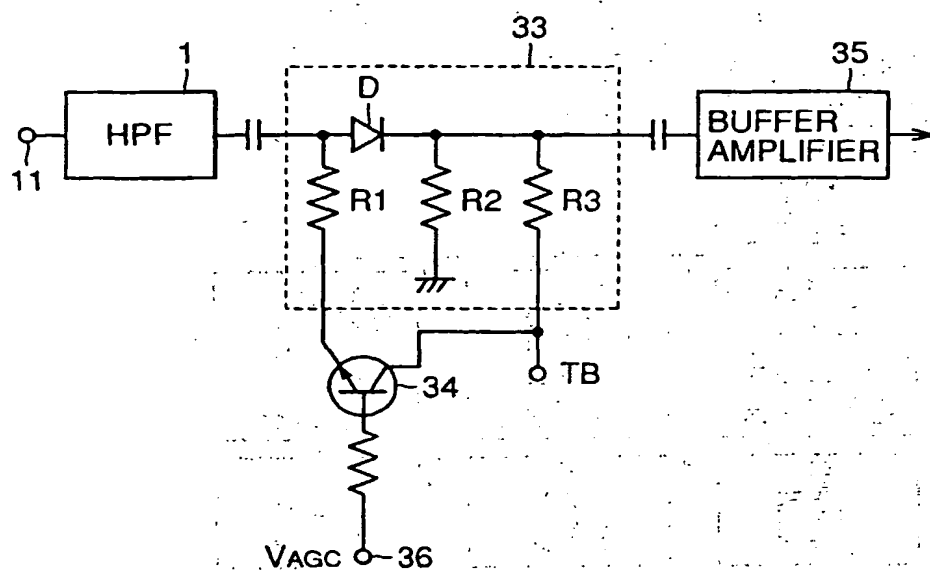 33
1
35
D
HPF
BUFFER
AMPLIFIER
11
R1
R2
R3
34
TB
VAGC
36